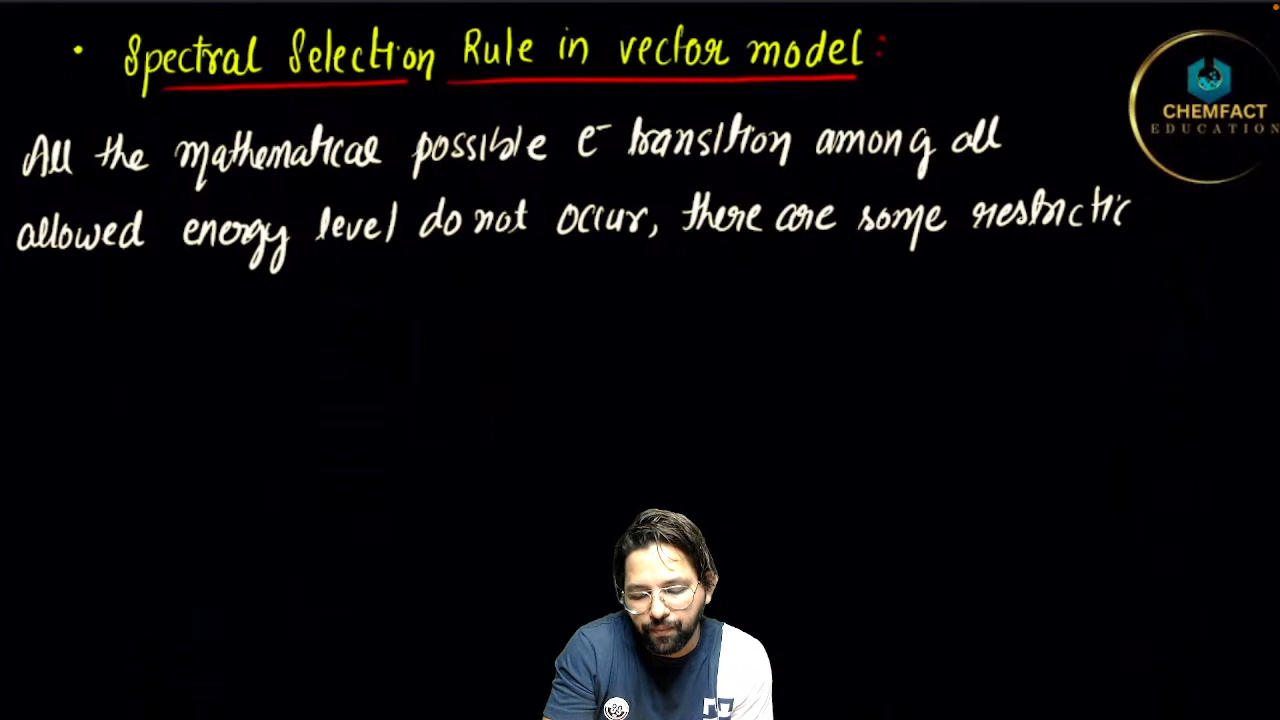 • Spectral Selection Rule in vector model :
All the mathematical possible e⁻ transition among all
allowed energy level do not occur, there are some restrictic
CHEMFACT
EDUCATION